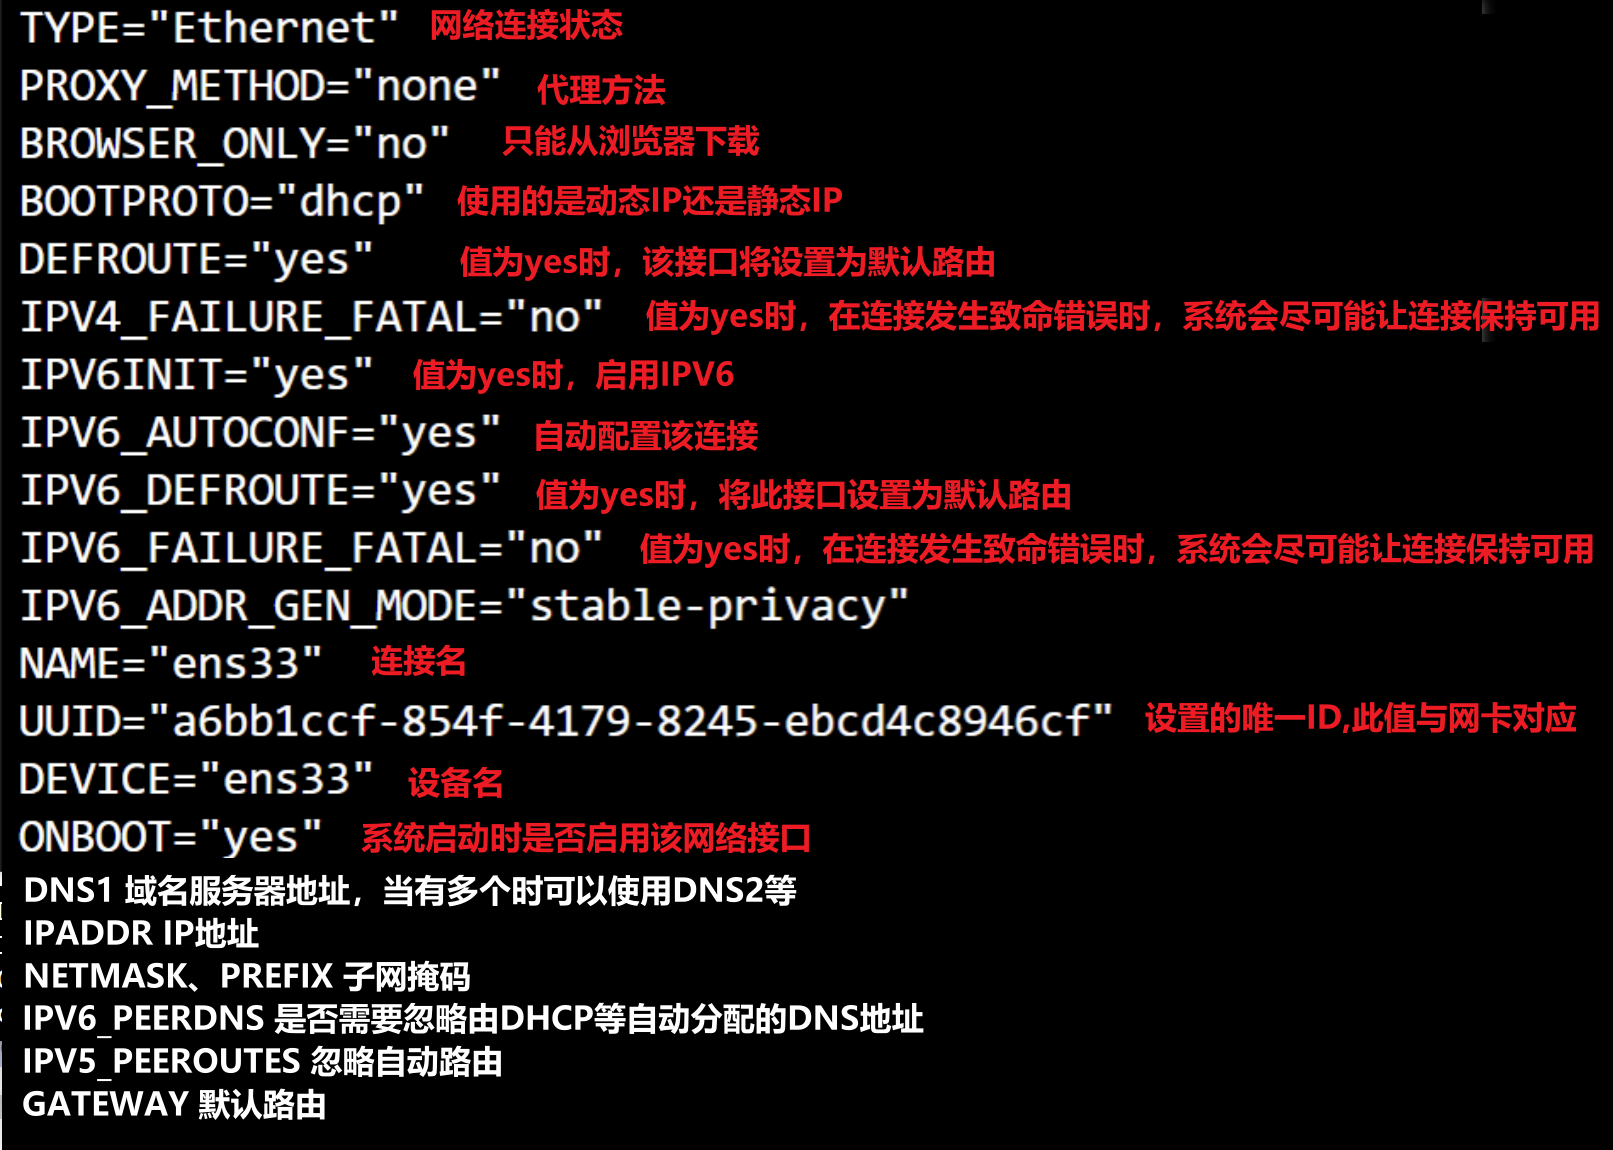 TYPE="Ethernet" 网络连接状态
PROXY_METHOD="none" 代理方法
BROWSER_ONLY="no" 只能从浏览器下载
BOOTPROTO="dhcp" 使用的是动态IP还是静态IP
DEFROUTE="yes" 值为yes时，该接口将设置为默认路由
IPV4_FAILURE_FATAL="no" 值为yes时，在连接发生致命错误时，系统会尽可能让连接保持可用
IPV6INIT="yes" 值为yes时，启用IPV6
IPV6_AUTOCONF="yes" 自动配置该连接
IPV6_DEFROUTE="yes" 值为yes时，将此接口设置为默认路由
IPV6_FAILURE_FATAL="no" 值为yes时，在连接发生致命错误时，系统会尽可能让连接保持可用
IPV6_ADDR_GEN_MODE="stable-privacy"
NAME="ens33" 连接名
UUID="a6bb1ccf-854f-4179-8245-ebcd4c8946cf" 设置的唯一ID,此值与网卡对应
DEVICE="ens33" 设备名
ONBOOT="yes" 系统启动时是否启用该网络接口
DNS1 域名服务器地址，当有多个时可以使用DNS2等
IPADDR IP地址
NETMASK、PREFIX 子网掩码
IPV6_PEERDNS 是否需要忽略由DHCP等自动分配的DNS地址
IPV5_PEEROUTES 忽略自动路由
GATEWAY 默认路由